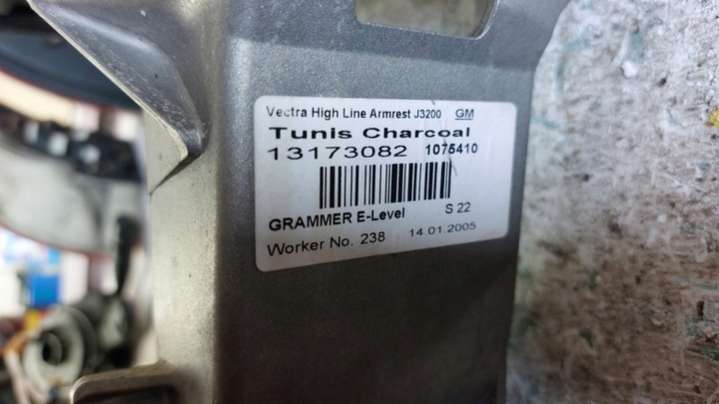 Vectra High Line Armrest J3200 GM
Tunis Charcoal
13173082 1075410
GRAMMER E-Level S 22
Worker No. 238 14.01.2005